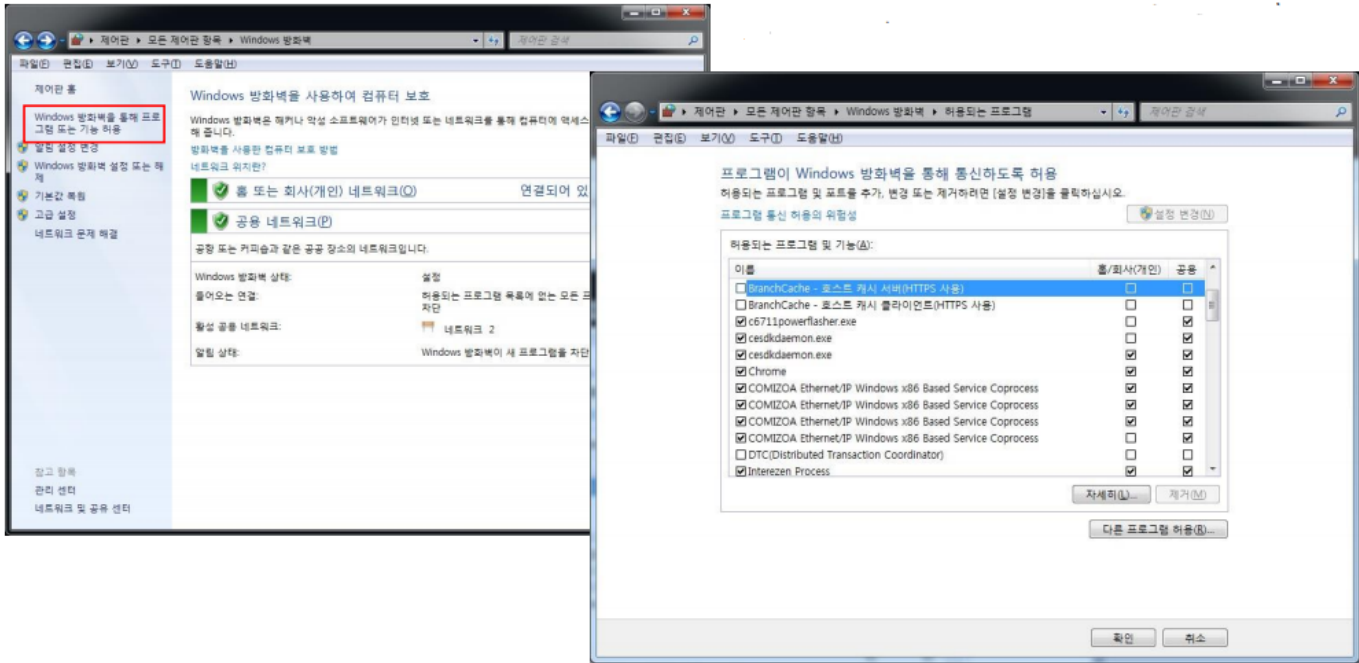 제어판 ▸ 모든 제어판 항목 ▸ Windows 방화벽
제어판 검색
파일(F) 편집(E) 보기(V) 도구(T) 도움말(H)
제어판 홈
Windows 방화벽을 통해 프로
그램 또는 기능 허용
알림 설정 변경
Windows 방화벽 설정 또는 해
제
기본값 복원
고급 설정
네트워크 문제 해결
참고 항목
관리 센터
네트워크 및 공유 센터
Windows 방화벽을 사용하여 컴퓨터 보호
Windows 방화벽은 해커나 악성 소프트웨어가 인터넷 또는 네트워크를 통해 컴퓨터에 액세스
해 줍니다.
방화벽을 사용한 컴퓨터 보호 방법
네트워크 위치란?
홈 또는 회사(개인) 네트워크(O) 연결되어 있
공용 네트워크(P)
공항 또는 커피숍과 같은 공공 장소의 네트워크입니다.
Windows 방화벽 상태: 설정
들어오는 연결: 허용되는 프로그램 목록에 없는 모든 프
차단
활성 공용 네트워크: 네트워크 2
알림 상태: Windows 방화벽이 새 프로그램을 차단
제어판 ▸ 모든 제어판 항목 ▸ Windows 방화벽 ▸ 허용되는 프로그램
제어판 검색
파일(F) 편집(E) 보기(V) 도구(T) 도움말(H)
프로그램이 Windows 방화벽을 통해 통신하도록 허용
허용되는 프로그램 및 포트를 추가, 변경 또는 제거하려면 [설정 변경]을 클릭하십시오.
프로그램 통신 허용의 위험성
설정 변경(N)
허용되는 프로그램 및 기능(A):
이름 홈/회사(개인) 공용
BranchCache - 호스트 캐시 서버(HTTPS 사용)
BranchCache - 호스트 캐시 클라이언트(HTTPS 사용)
c6711powerflasher.exe
cesdkdaemon.exe
cesdkdaemon.exe
Chrome
COMIZOA Ethernet/IP Windows x86 Based Service Coprocess
COMIZOA Ethernet/IP Windows x86 Based Service Coprocess
COMIZOA Ethernet/IP Windows x86 Based Service Coprocess
COMIZOA Ethernet/IP Windows x86 Based Service Coprocess
DTC(Distributed Transaction Coordinator)
Interezen Process
자세히(L)... 제거(M)
다른 프로그램 허용(R)...
확인 취소